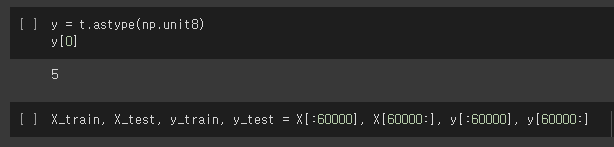 [ ] y = t.astype(np.unit8)
y[0]
5
[ ] X_train, X_test, y_train, y_test = X[:60000], X[60000:], y[:60000], y[60000:]